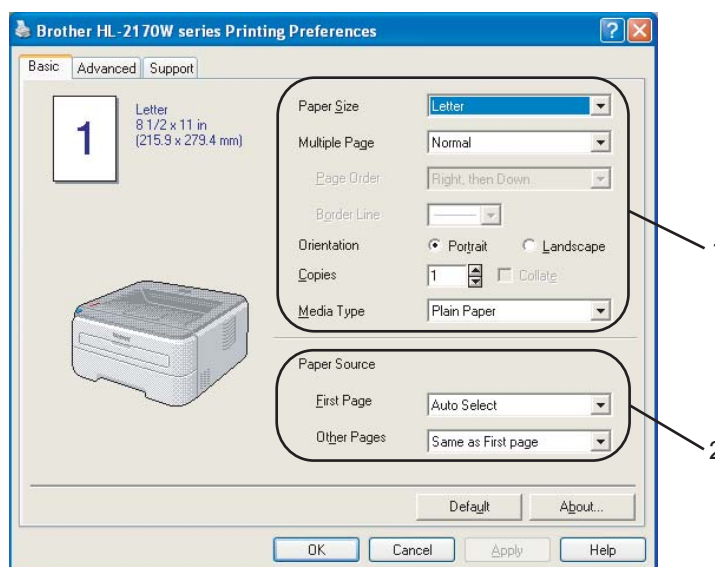 Brother HL-2170W series Printing Preferences
Basic Advanced Support
1
Letter
8 1/2 x 11 in
(215.9 x 279.4 mm)
Paper Size Letter
Multiple Page Normal
Page Order Right, then Down
Border Line
Orientation Portrait Landscape
Copies 1 Collate
Media Type Plain Paper
1
Paper Source
First Page Auto Select
Other Pages Same as First page
2
Default About...
OK Cancel Apply Help